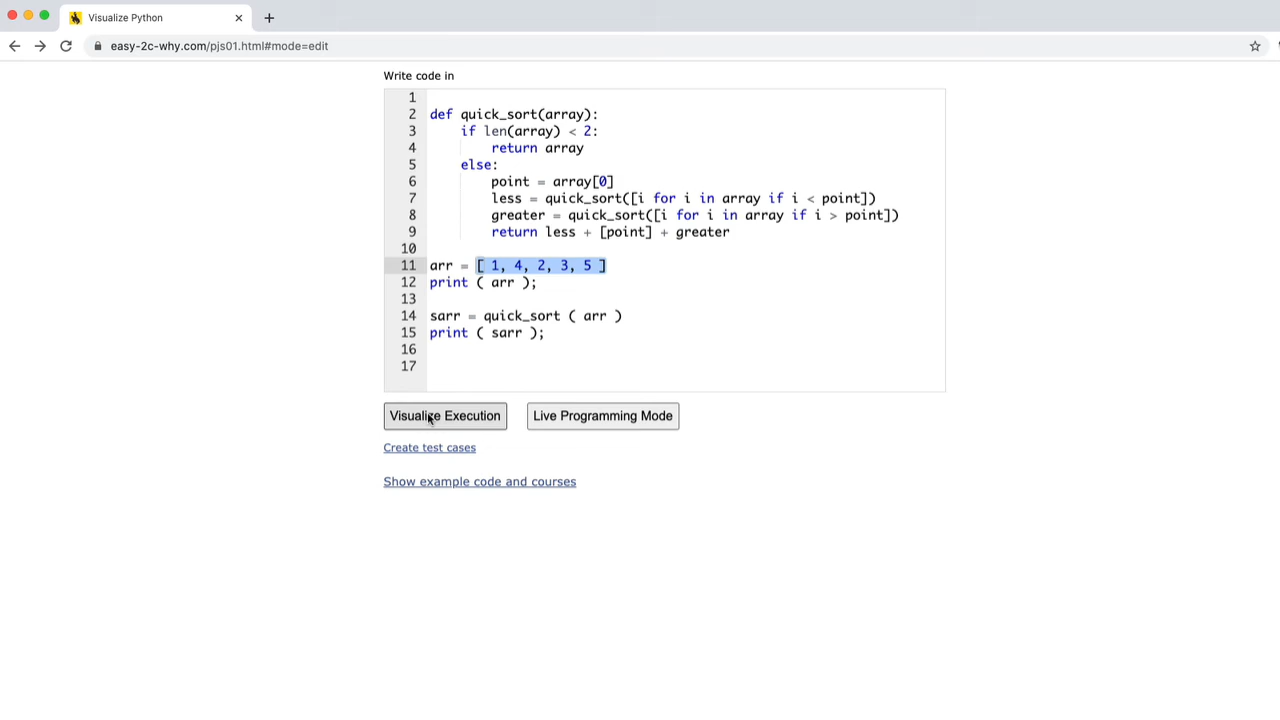 Visualize Python
easy-2c-why.com/pjs01.html#mode=edit
Write code in
1
2 def quick_sort(array):
3     if len(array) < 2:
4         return array
5     else:
6         point = array[0]
7         less = quick_sort([i for i in array if i < point])
8         greater = quick_sort([i for i in array if i > point])
9         return less + [point] + greater
10
11 arr = [ 1, 4, 2, 3, 5 ]
12 print ( arr );
13
14 sarr = quick_sort ( arr )
15 print ( sarr );
16
17
Visualize Execution Live Programming Mode
Create test cases
Show example code and courses